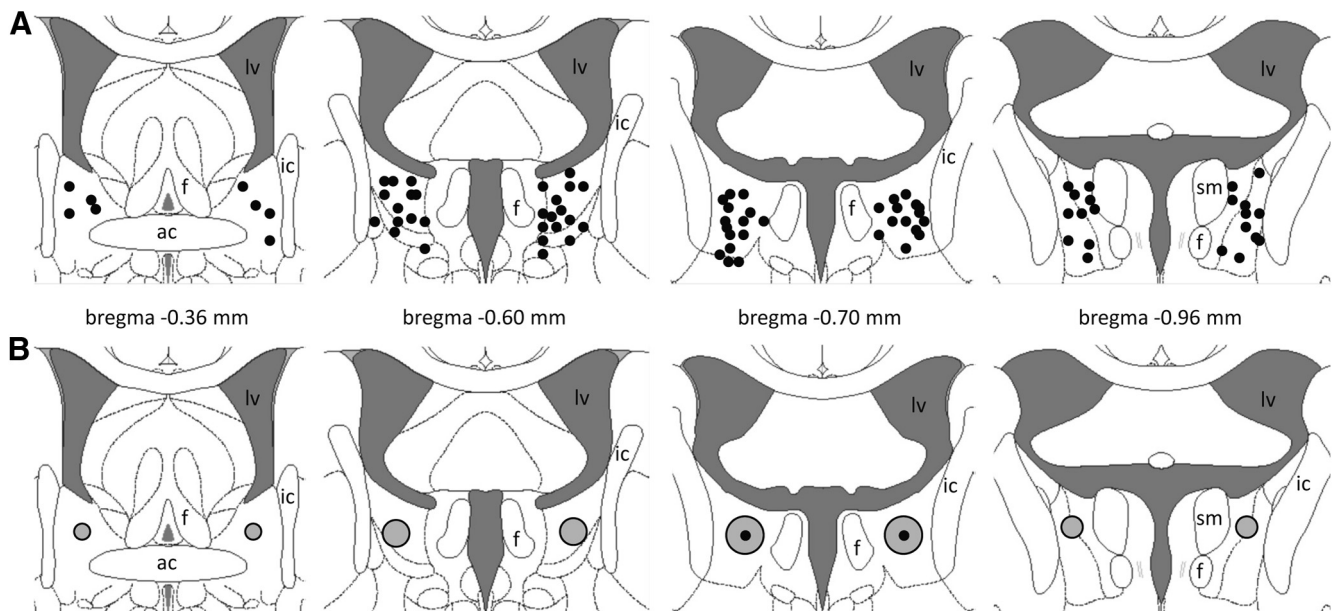 A
lv
lv
lv
lv
ic
ic
ic
f
sm
f
f
ac
f
bregma -0.36 mm
bregma -0.60 mm
bregma -0.70 mm
bregma -0.96 mm
B
lv
lv
lv
lv
ic
ic
ic
ic
f
sm
f
f
ac
f